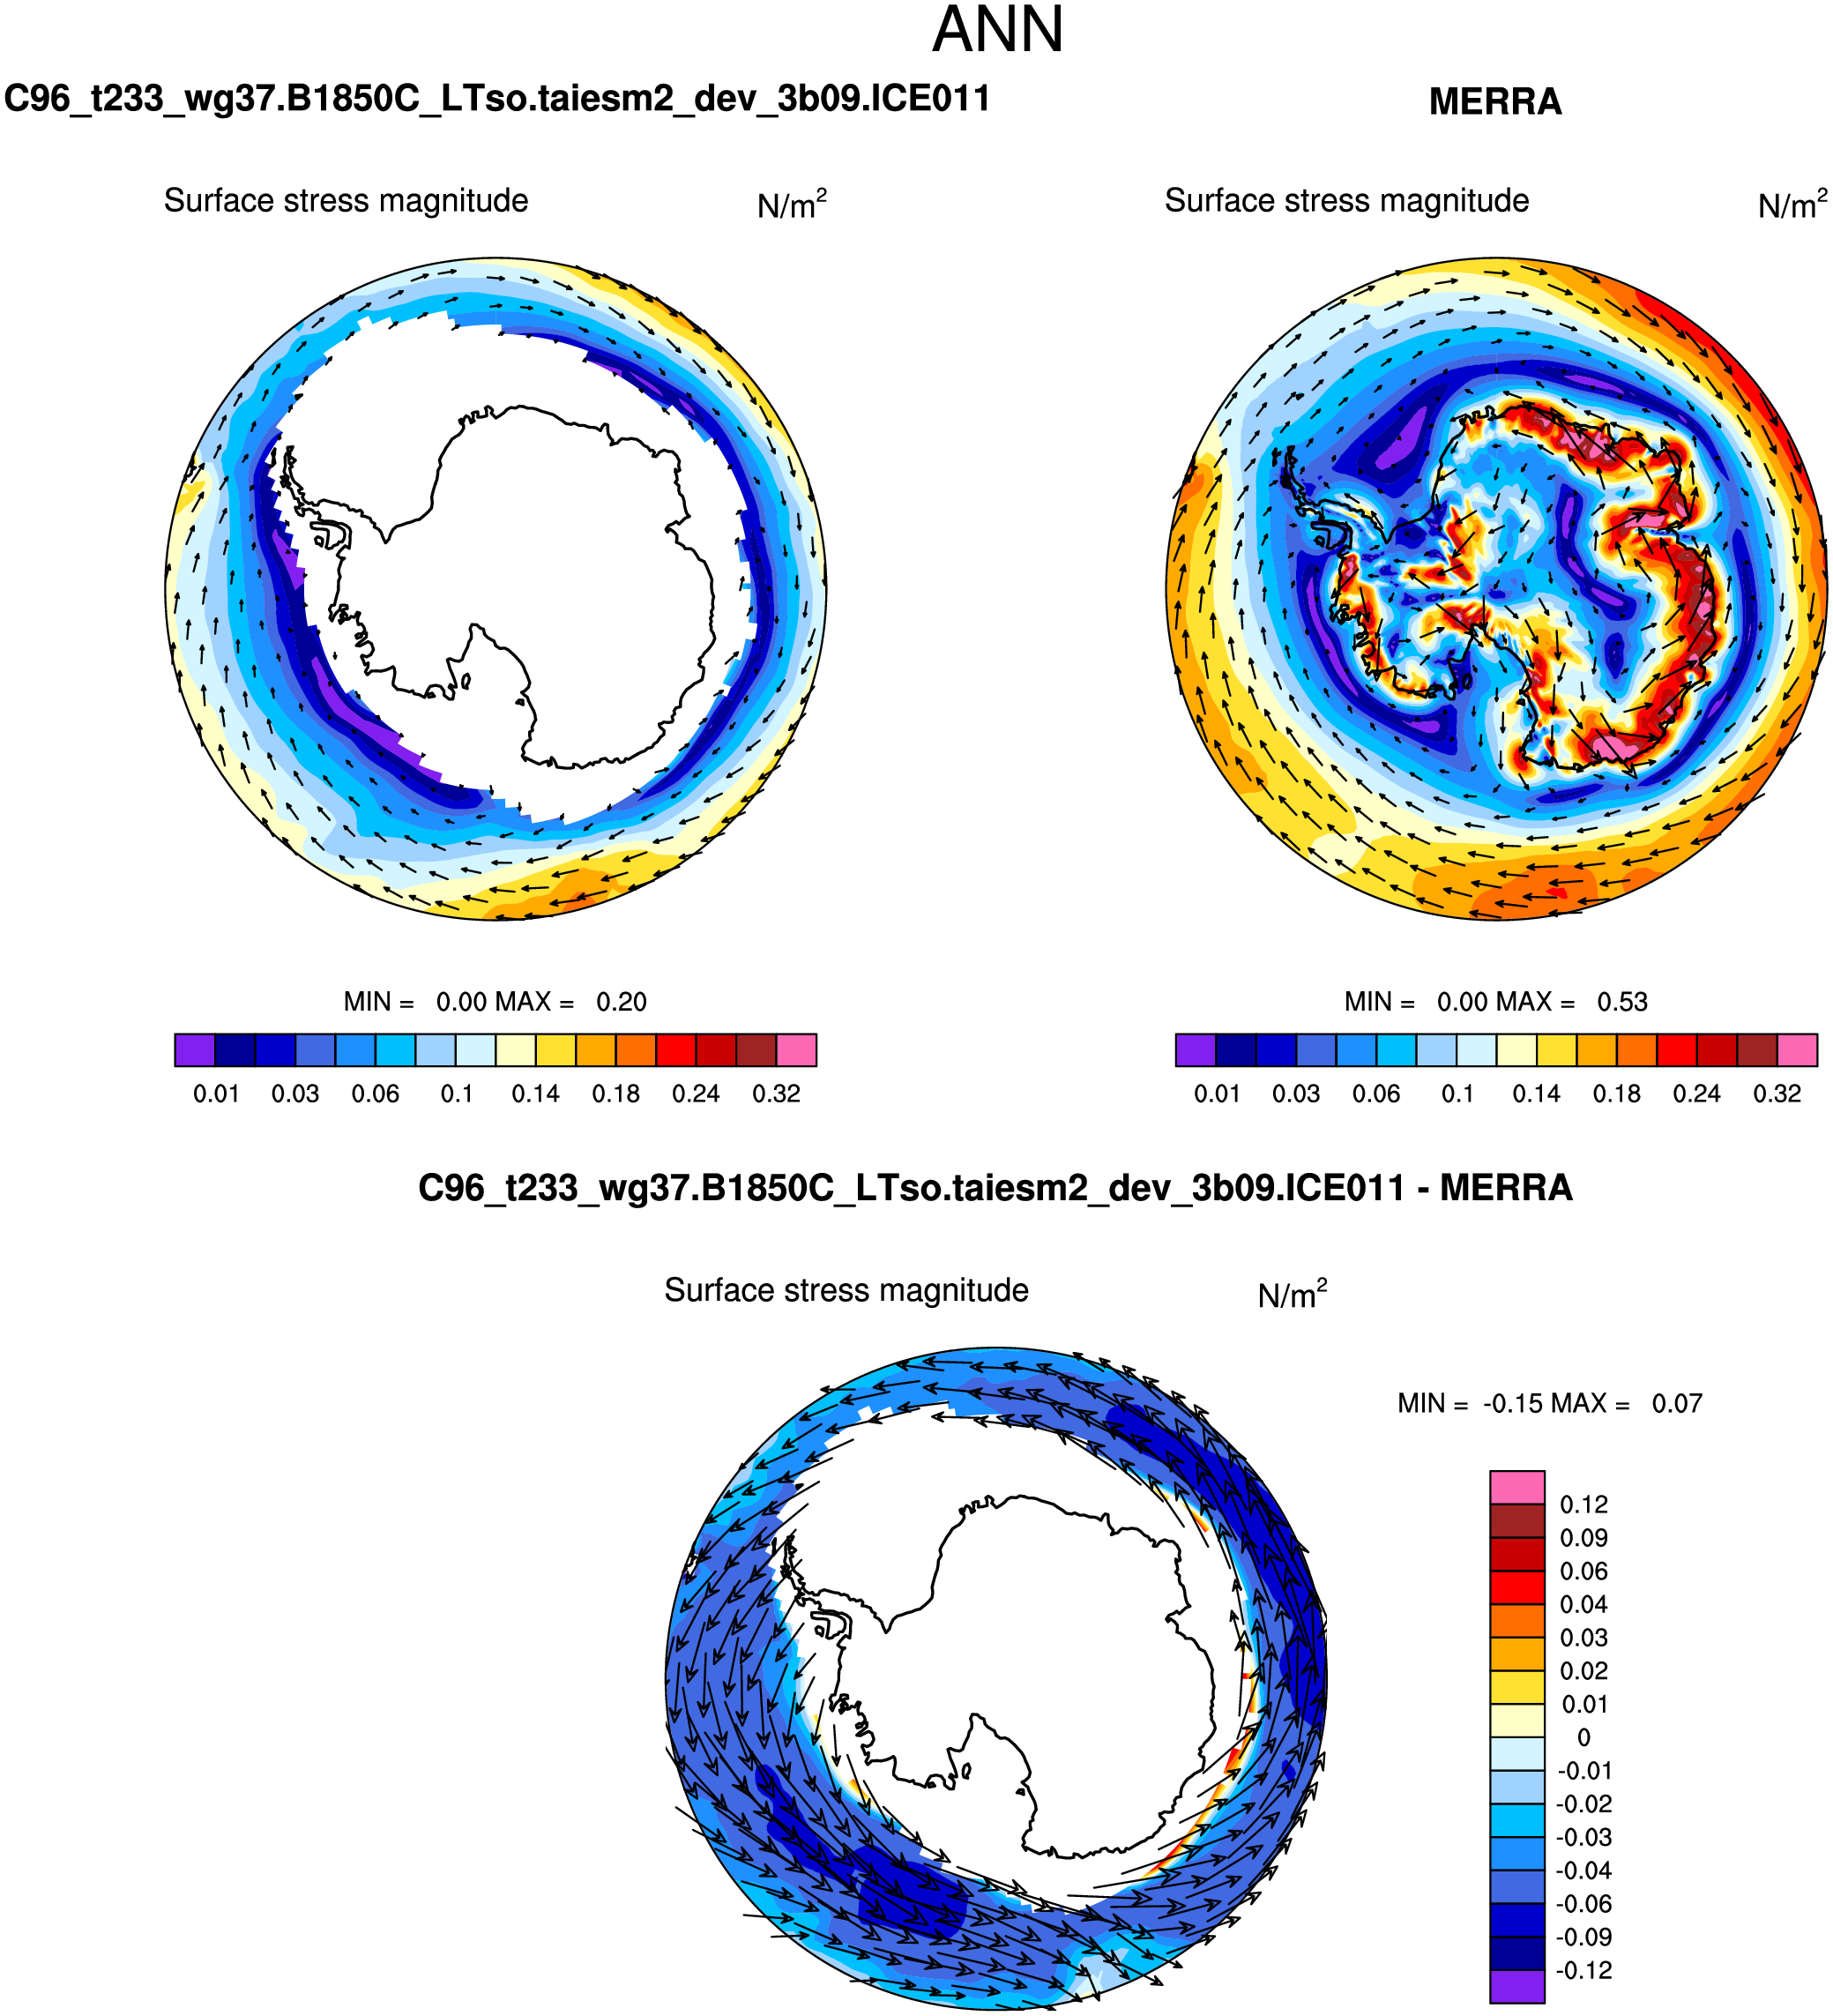 ANN
C96_t233_wg37.B1850C_LTso.taiesm2_dev_3b09.ICE011
MERRA
Surface stress magnitude N/m²
Surface stress magnitude N/m²
MIN = 0.00 MAX = 0.20
0.01 0.03 0.06 0.1 0.14 0.18 0.24 0.32
MIN = 0.00 MAX = 0.53
0.01 0.03 0.06 0.1 0.14 0.18 0.24 0.32
C96_t233_wg37.B1850C_LTso.taiesm2_dev_3b09.ICE011 - MERRA
Surface stress magnitude N/m²
MIN = -0.15 MAX = 0.07
0.12
0.09
0.06
0.04
0.03
0.02
0.01
0
-0.01
-0.02
-0.03
-0.04
-0.06
-0.09
-0.12